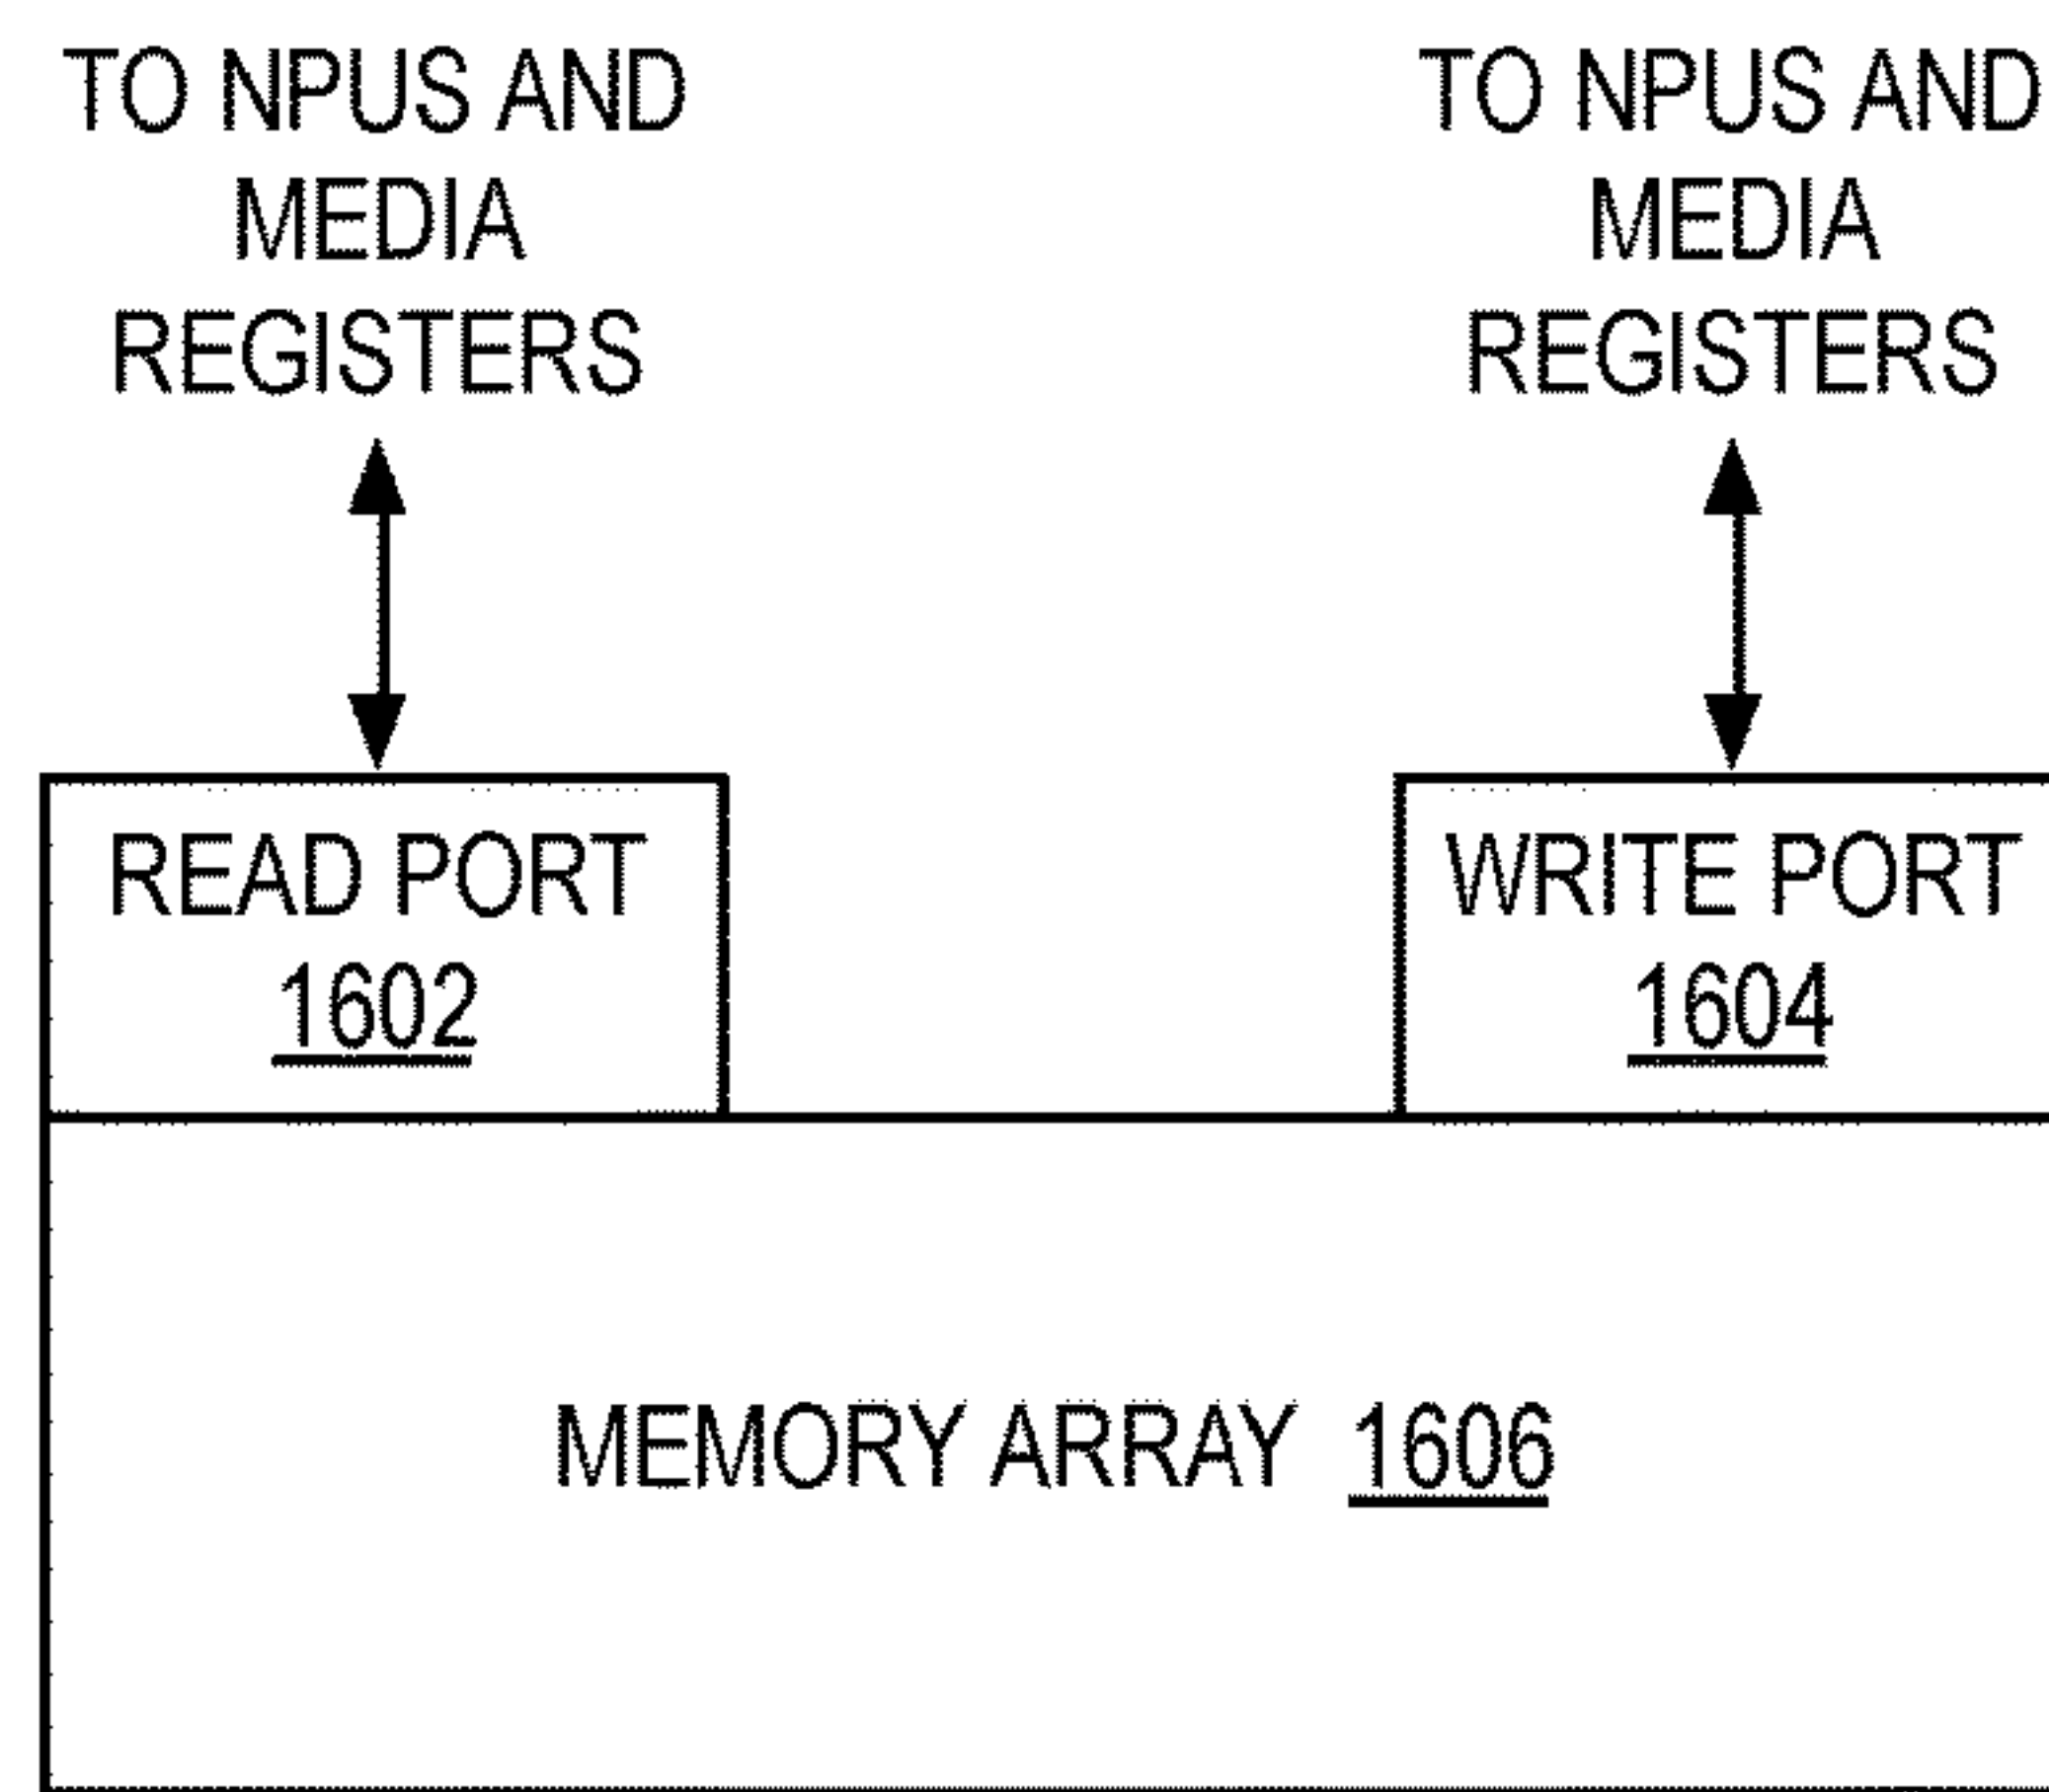 TO NPUS AND
MEDIA
REGISTERS
TO NPUS AND
MEDIA
REGISTERS
READ PORT
1602
WRITE PORT
1604
MEMORY ARRAY 1606